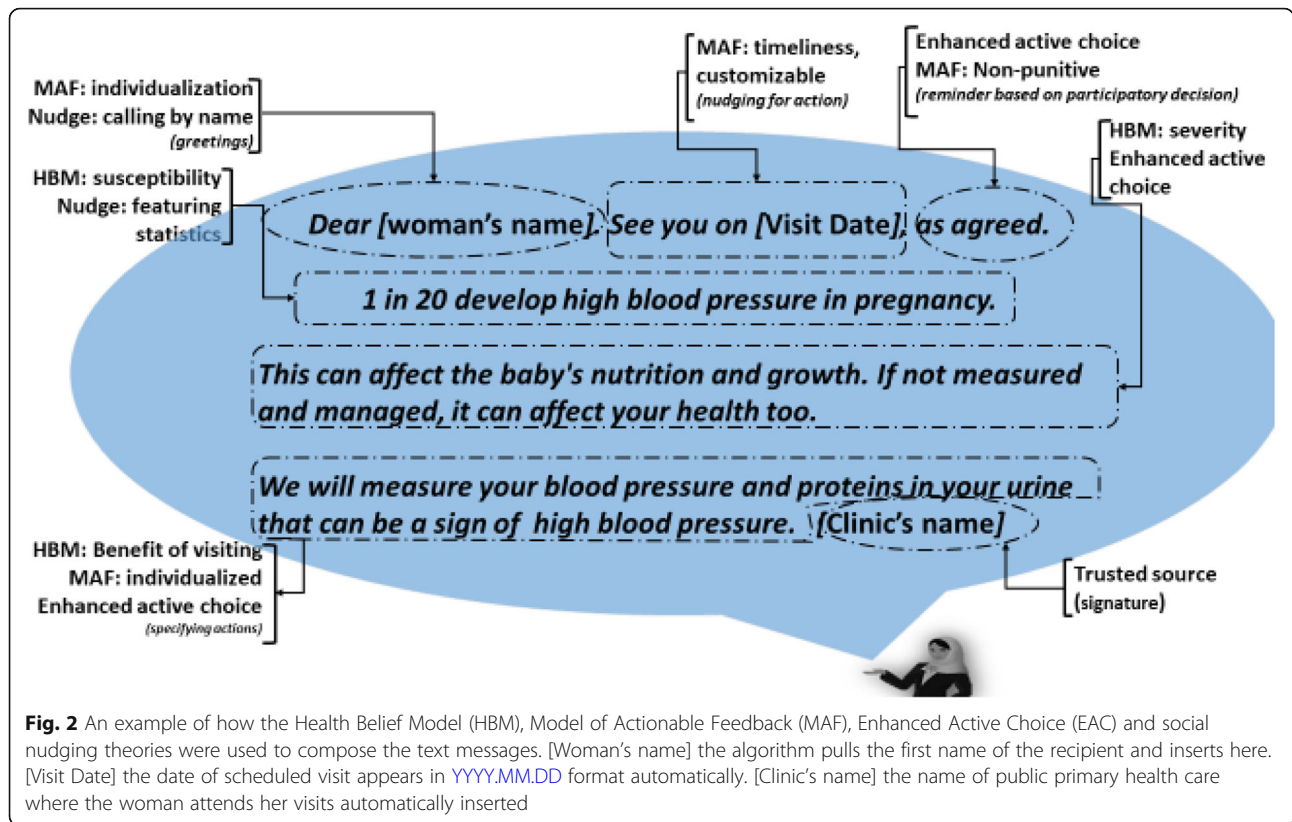 MAF: individualization
Nudge: calling by name
(greetings)
HBM: susceptibility
Nudge: featuring
statistics
MAF: timeliness,
customizable
(nudging for action)
Enhanced active choice
MAF: Non-punitive
(reminder based on participatory decision)
HBM: severity
Enhanced active
choice
Dear [woman's name]. See you on [Visit Date], as agreed.
1 in 20 develop high blood pressure in pregnancy.
This can affect the baby's nutrition and growth. If not measured
and managed, it can affect your health too.
We will measure your blood pressure and proteins in your urine
that can be a sign of high blood pressure. [Clinic's name]
HBM: Benefit of visiting
MAF: individualized
Enhanced active choice
(specifying actions)
Trusted source
(signature)
Fig. 2 An example of how the Health Belief Model (HBM), Model of Actionable Feedback (MAF), Enhanced Active Choice (EAC) and social
nudging theories were used to compose the text messages. [Woman's name] the algorithm pulls the first name of the recipient and inserts here.
[Visit Date] the date of scheduled visit appears in YYYY.MM.DD format automatically. [Clinic's name] the name of public primary health care
where the woman attends her visits automatically inserted